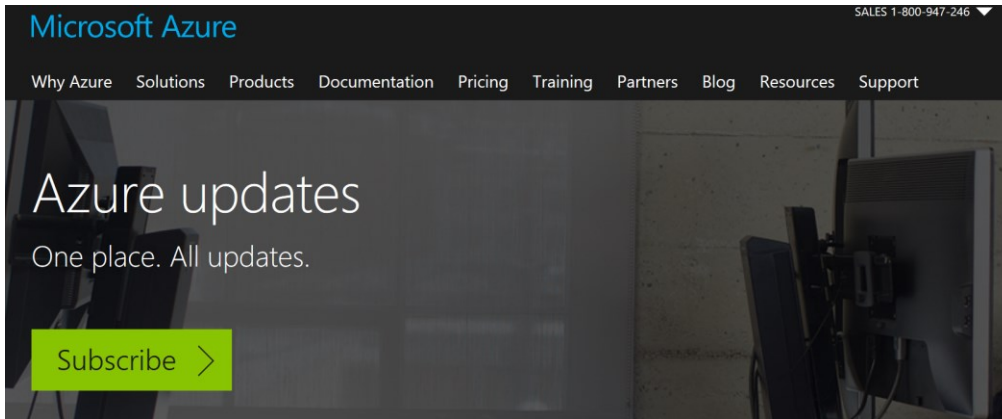 SALES 1-800-947-246
Microsoft Azure
Why Azure Solutions Products Documentation Pricing Training Partners Blog Resources Support
Azure updates
One place. All updates.
Subscribe